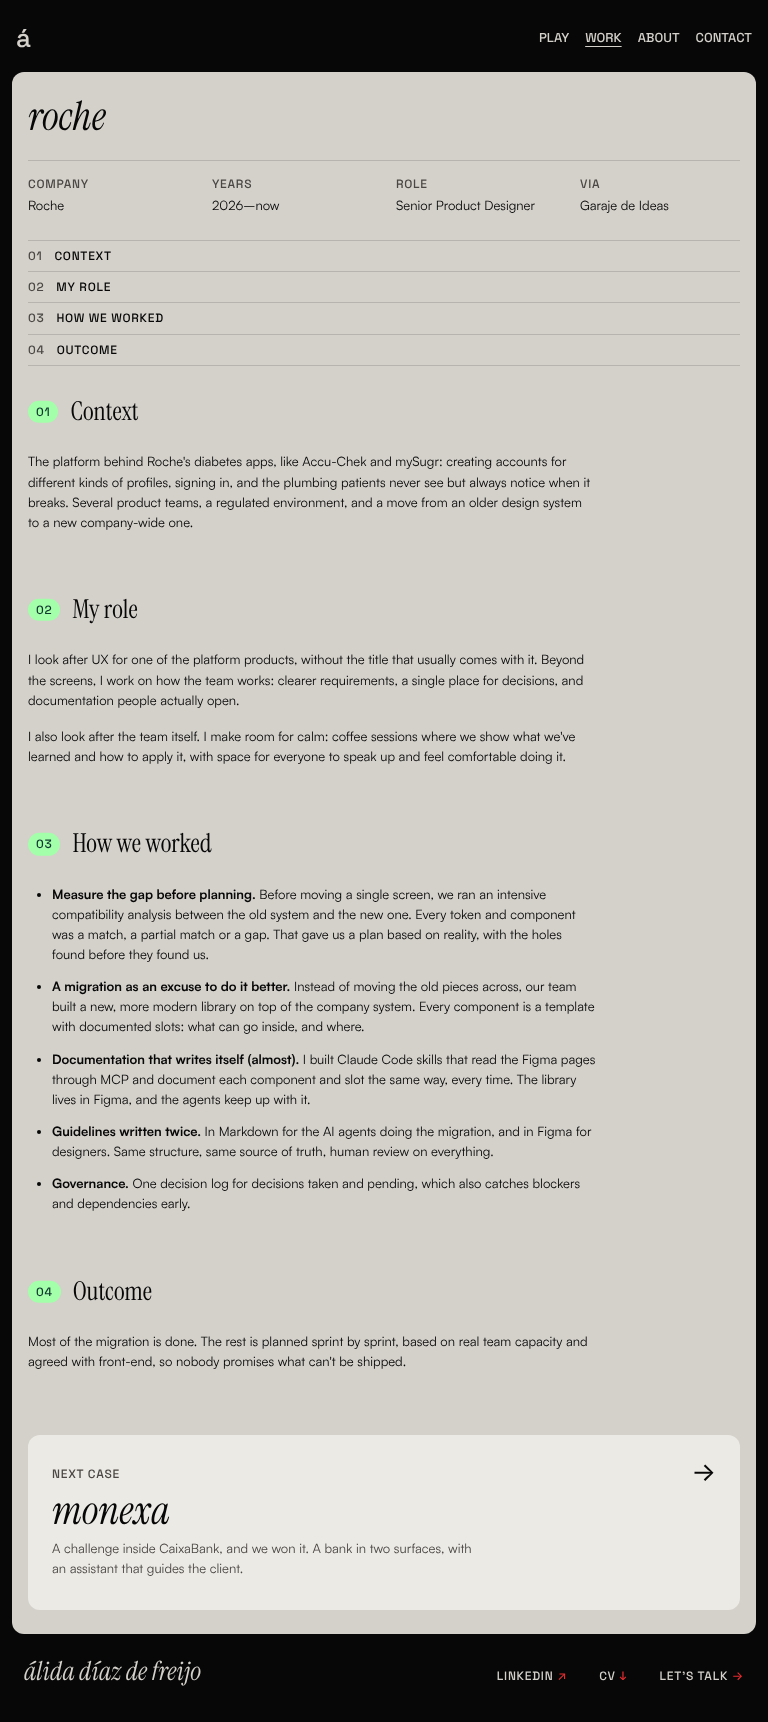 á
PLAY WORK ABOUT CONTACT
roche
COMPANY YEARS ROLE VIA
Roche 2026—now Senior Product Designer Garaje de Ideas
01 CONTEXT
02 MY ROLE
03 HOW WE WORKED
04 OUTCOME
01 Context
The platform behind Roche's diabetes apps, like Accu-Chek and mySugr: creating accounts for
different kinds of profiles, signing in, and the plumbing patients never see but always notice when it
breaks. Several product teams, a regulated environment, and a move from an older design system
to a new company-wide one.
02 My role
I look after UX for one of the platform products, without the title that usually comes with it. Beyond
the screens, I work on how the team works: clearer requirements, a single place for decisions, and
documentation people actually open.
I also look after the team itself. I make room for calm: coffee sessions where we show what we've
learned and how to apply it, with space for everyone to speak up and feel comfortable doing it.
03 How we worked
• Measure the gap before planning. Before moving a single screen, we ran an intensive
compatibility analysis between the old system and the new one. Every token and component
was a match, a partial match or a gap. That gave us a plan based on reality, with the holes
found before they found us.
• A migration as an excuse to do it better. Instead of moving the old pieces across, our team
built a new, more modern library on top of the company system. Every component is a template
with documented slots: what can go inside, and where.
• Documentation that writes itself (almost). I built Claude Code skills that read the Figma pages
through MCP and document each component and slot the same way, every time. The library
lives in Figma, and the agents keep up with it.
• Guidelines written twice. In Markdown for the AI agents doing the migration, and in Figma for
designers. Same structure, same source of truth, human review on everything.
• Governance. One decision log for decisions taken and pending, which also catches blockers
and dependencies early.
04 Outcome
Most of the migration is done. The rest is planned sprint by sprint, based on real team capacity and
agreed with front-end, so nobody promises what can't be shipped.
NEXT CASE →
monexa
A challenge inside CaixaBank, and we won it. A bank in two surfaces, with
an assistant that guides the client.
álida díaz de freijo
LINKEDIN ↗ CV ↓ LET'S TALK →